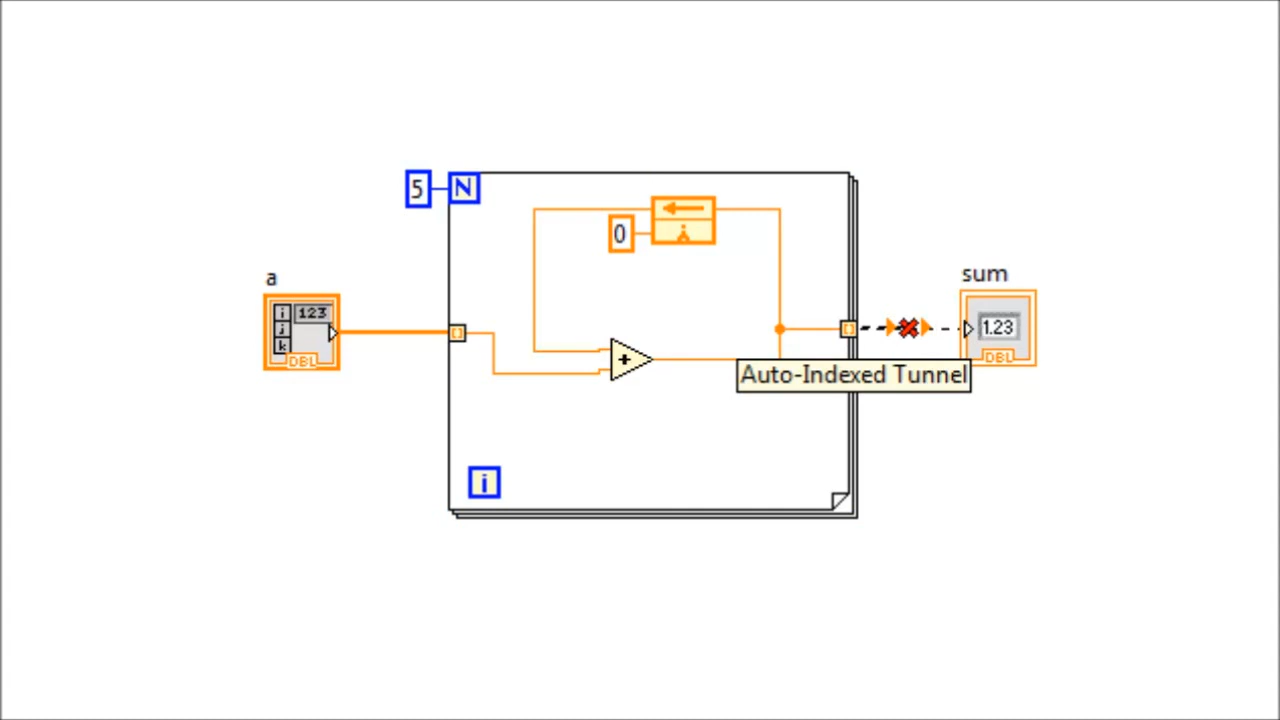 5
N
0
a
i
123
j
k
DBL
sum
1.23
DBL
+
Auto-Indexed Tunnel
i